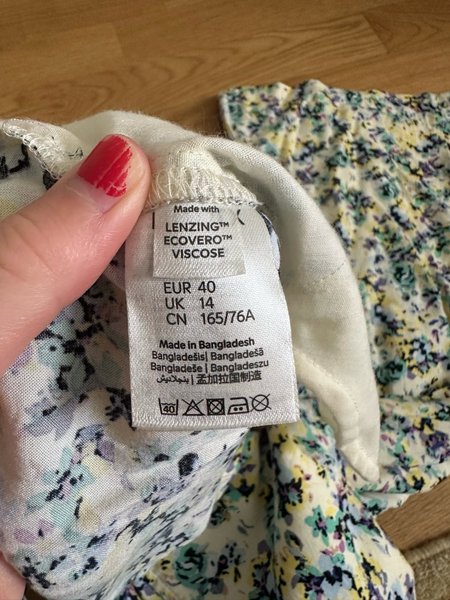 Made with
LENZING™
ECOVERO™
VISCOSE
EUR 40
UK 14
CN 165/76A
Made in Bangladesh
Bangladešis| Bangladešā
Bangladeše| Bangladeszu
بنجلاديش |孟加拉国制造
40